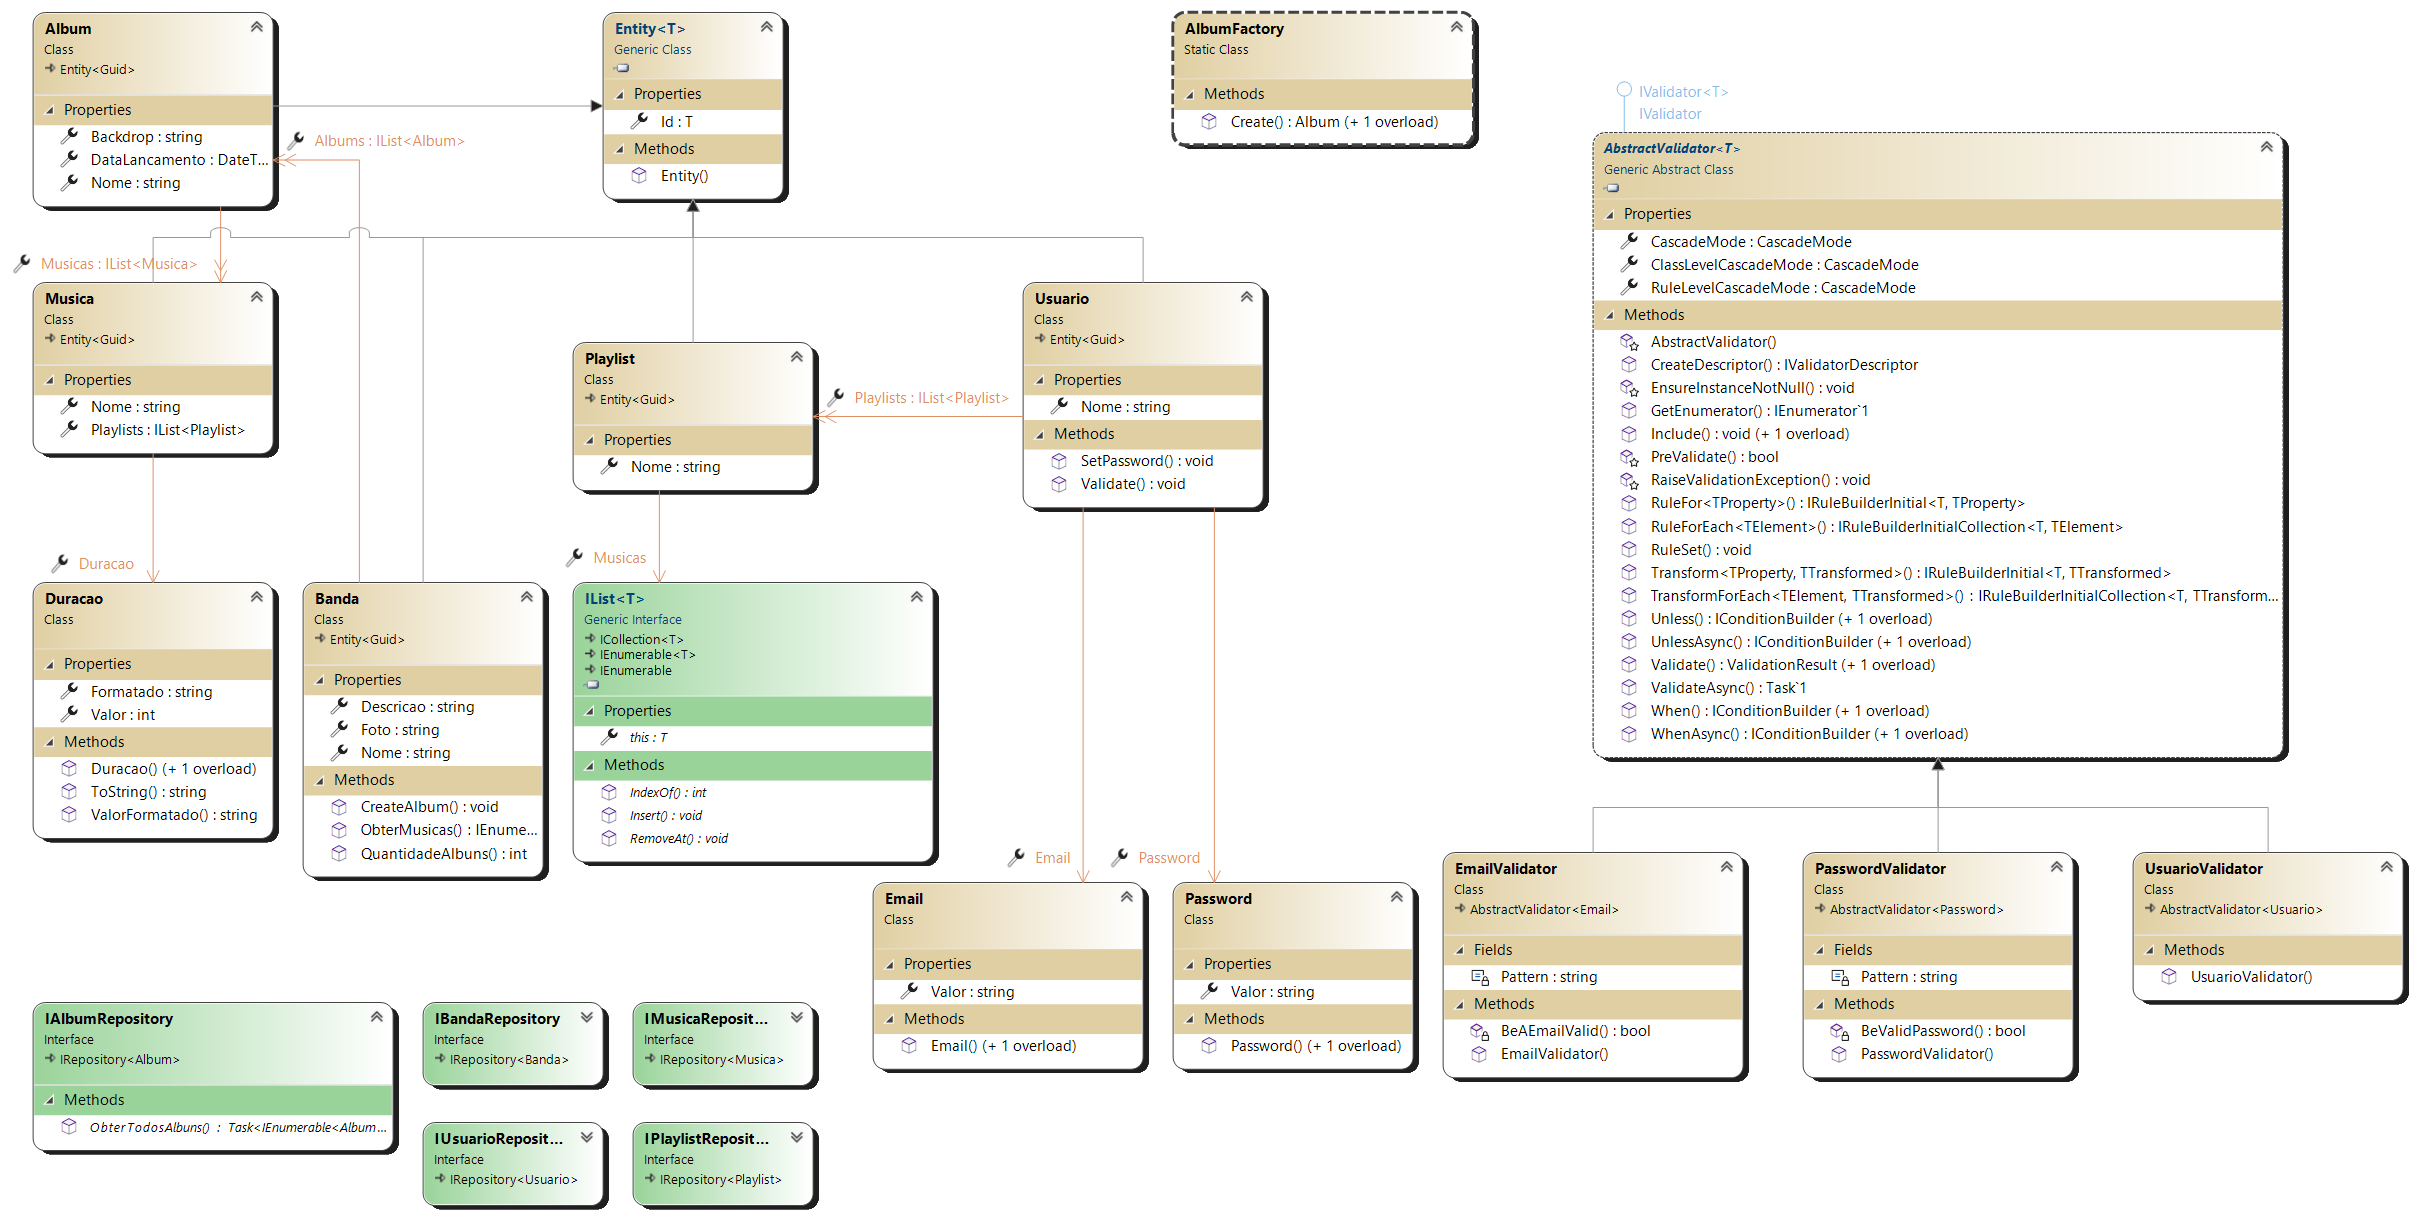 Album
Class
Entity<Guid>
Properties
Backdrop : string
DataLancamento : DateT...
Nome : string
Albums : IList<Album>
Entity<T>
Generic Class
Properties
Id : T
Methods
Entity()
AlbumFactory
Static Class
Methods
Create() : Album (+ 1 overload)
IValidator<T>
IValidator
AbstractValidator<T>
Generic Abstract Class
Properties
CascadeMode : CascadeMode
ClassLevelCascadeMode : CascadeMode
RuleLevelCascadeMode : CascadeMode
Methods
AbstractValidator()
CreateDescriptor() : IValidatorDescriptor
EnsureInstanceNotNull() : void
GetEnumerator() : IEnumerator`1
Include() : void (+ 1 overload)
PreValidate() : bool
RaiseValidationException() : void
RuleFor<TProperty>() : IRuleBuilderInitial<T, TProperty>
RuleForEach<TElement>() : IRuleBuilderInitialCollection<T, TElement>
RuleSet() : void
Transform<TProperty, TTransformed>() : IRuleBuilderInitial<T, TTransformed>
TransformForEach<TElement, TTransformed>() : IRuleBuilderInitialCollection<T, TTransform...
Unless() : IConditionBuilder (+ 1 overload)
UnlessAsync() : IConditionBuilder (+ 1 overload)
Validate() : ValidationResult (+ 1 overload)
ValidateAsync() : Task`1
When() : IConditionBuilder (+ 1 overload)
WhenAsync() : IConditionBuilder (+ 1 overload)
Musicas : IList<Musica>
Musica
Class
Entity<Guid>
Properties
Nome : string
Playlists : IList<Playlist>
Playlist
Class
Entity<Guid>
Properties
Nome : string
Playlists : IList<Playlist>
Usuario
Class
Entity<Guid>
Properties
Nome : string
Methods
SetPassword() : void
Validate() : void
Duracao
Duracao
Class
Properties
Formatado : string
Valor : int
Methods
Duracao() (+ 1 overload)
ToString() : string
ValorFormatado() : string
Banda
Class
Entity<Guid>
Properties
Descricao : string
Foto : string
Nome : string
Methods
CreateAlbum() : void
ObterMusicas() : IEnume...
QuantidadeAlbuns() : int
Musicas
IList<T>
Generic Interface
ICollection<T>
IEnumerable<T>
IEnumerable
Properties
this : T
Methods
IndexOf() : int
Insert() : void
RemoveAt() : void
Email
Email
Class
Properties
Valor : string
Methods
Email() (+ 1 overload)
Password
Password
Class
Properties
Valor : string
Methods
Password() (+ 1 overload)
EmailValidator
Class
AbstractValidator<Email>
Fields
Pattern : string
Methods
BeAEmailValid() : bool
EmailValidator()
PasswordValidator
Class
AbstractValidator<Password>
Fields
Pattern : string
Methods
BeValidPassword() : bool
PasswordValidator()
UsuarioValidator
Class
AbstractValidator<Usuario>
Methods
UsuarioValidator()
IAlbumRepository
Interface
IRepository<Album>
Methods
ObterTodosAlbuns() : Task<IEnumerable<Album...
IBandaRepository
Interface
IRepository<Banda>
IMusicaReposit...
Interface
IRepository<Musica>
IUsuarioReposit...
Interface
IRepository<Usuario>
IPlaylistReposit...
Interface
IRepository<Playlist>